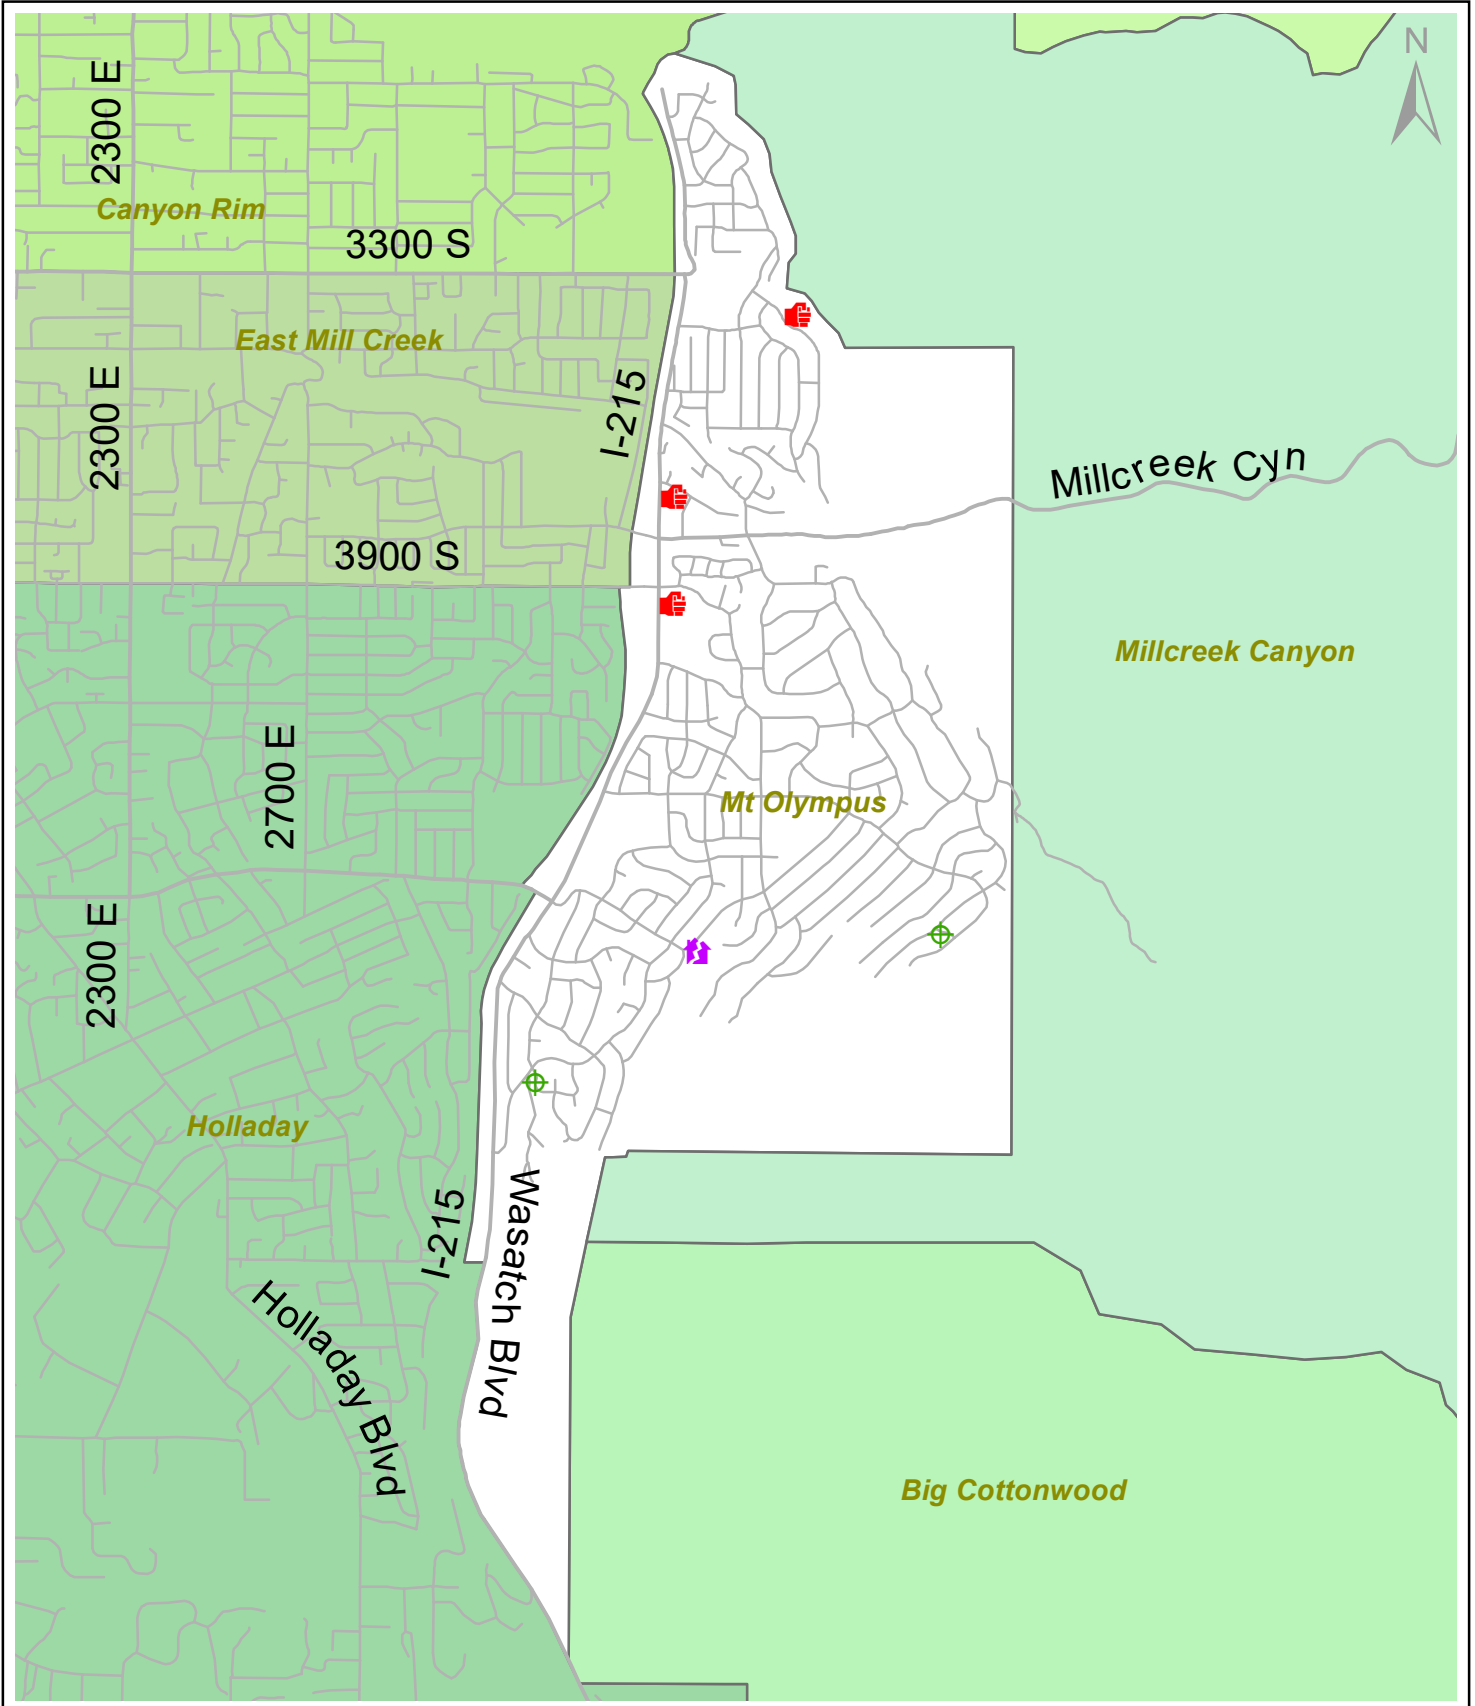 N
2300 E
Canyon Rim
3300 S
East Mill Creek
2300 E
I-215
Millcreek Cyn
3900 S
Millcreek Canyon
2700 E
Mt Olympus
2300 E
Holladay
I-215
Wasatch Blvd
Holladay Blvd
Big Cottonwood